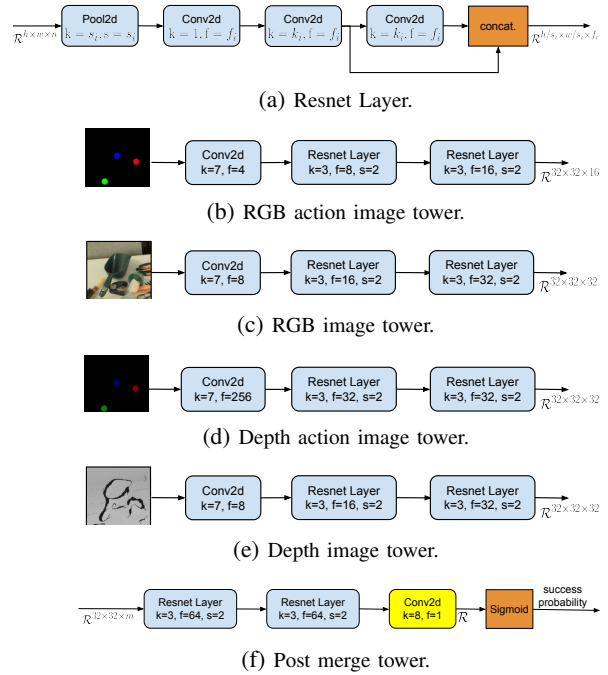 Pool2d
k = s_i, s = s_i
Conv2d
k = 1, f = f_i
Conv2d
k = k_i, f = f_i
Conv2d
k = k_i, f = f_i
concat.
ℛ^{h×w×n}
ℛ^{h/s_i×w/s_i×f_i}
(a) Resnet Layer.
Conv2d
k=7, f=4
Resnet Layer
k=3, f=8, s=2
Resnet Layer
k=3, f=16, s=2
ℛ^{32×32×16}
(b) RGB action image tower.
Conv2d
k=7, f=8
Resnet Layer
k=3, f=16, s=2
Resnet Layer
k=3, f=32, s=2
ℛ^{32×32×32}
(c) RGB image tower.
Conv2d
k=7, f=256
Resnet Layer
k=3, f=32, s=2
Resnet Layer
k=3, f=32, s=2
ℛ^{32×32×32}
(d) Depth action image tower.
Conv2d
k=7, f=8
Resnet Layer
k=3, f=16, s=2
Resnet Layer
k=3, f=32, s=2
ℛ^{32×32×32}
(e) Depth image tower.
ℛ^{32×32×m}
Resnet Layer
k=3, f=64, s=2
Resnet Layer
k=3, f=64, s=2
Conv2d
k=8, f=1
ℛ
Sigmoid
success
probability
(f) Post merge tower.